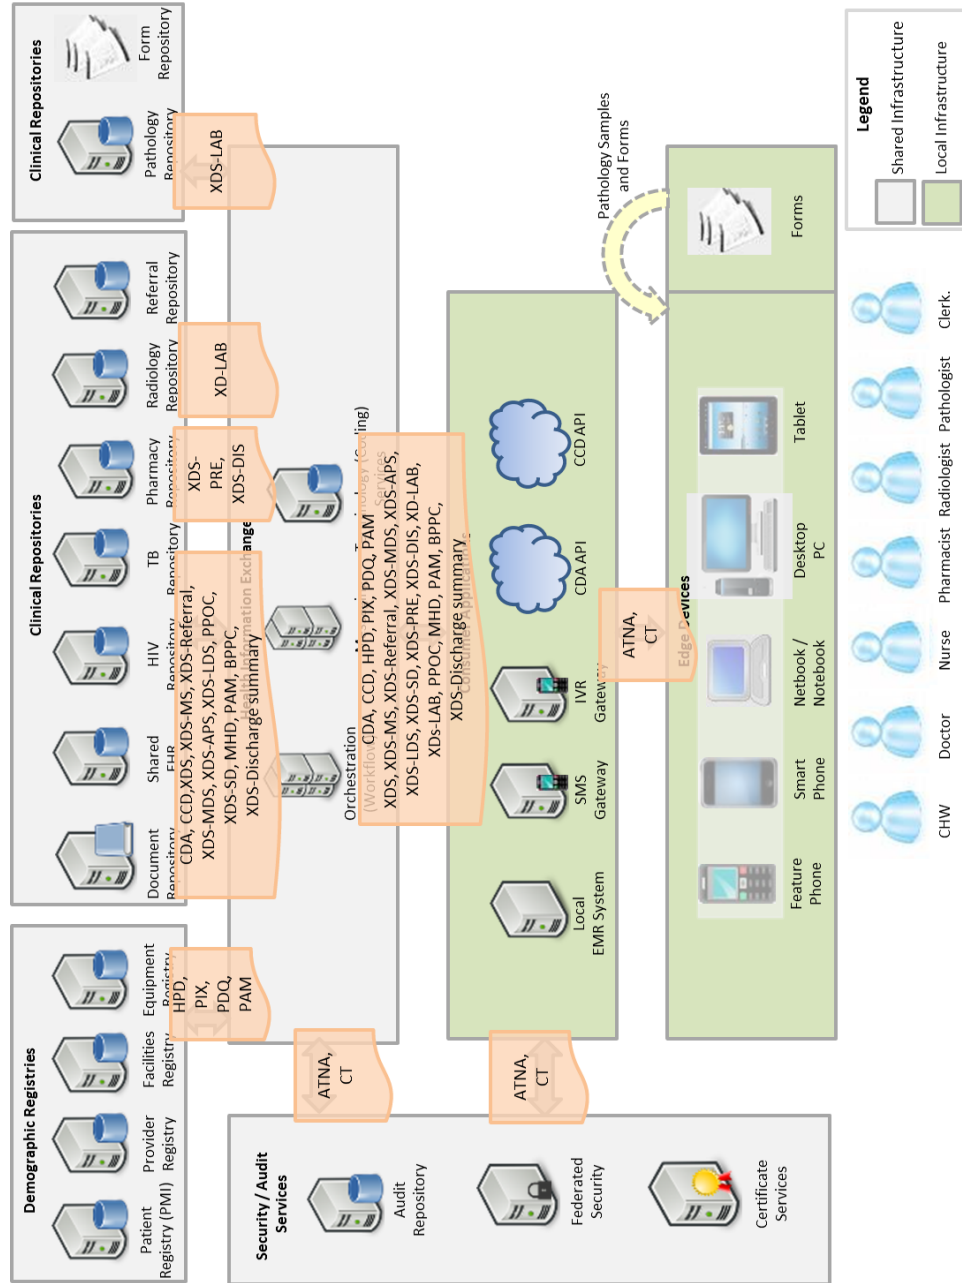 Demographic Registries
Patient
Registry (PMI)
Provider
Registry
Facilities
Registry
Equipment
Registry
HPD,
PIX,
PDQ,
PAM
Clinical Repositories
Document
Repository
Shared
EHR
HIV
Repository
TB
Repository
Pharmacy
Repository
Radiology
Repository
Referral
Repository
CDA, CCD,XDS, XDS-MS, XDS-Referral,
XDS-MDS, XDS-APS, XDS-LDS, PPOC,
XDS-SD, MHD, PAM, BPPC,
XDS-Discharge summary
XDS-
PRE,
XDS-DIS
XD-LAB
Clinical Repositories
Pathology
Repository
Form
Repository
XDS-LAB
Health Information Exchange
Orchestration
(Workflow
Terminology (Coding)
Services
CDA, CCD, HPD, PIX, PDQ, PAM
XDS, XDS-MS, XDS-Referral, XDS-MDS, XDS-APS,
XDS-LDS, XDS-SD, XDS-PRE, XDS-DIS, XD-LAB,
XDs-LAB, PPOC, MHD, PAM, BPPC,
XDS-Discharge summary
Security / Audit
Services
Audit
Repository
Federated
Security
Certificate
Services
ATNA,
CT
ATNA,
CT
Consumer Applications
Local
EMR System
SMS
Gateway
IVR
Gateway
CDA API
CCD API
ATNA,
CT
Pathology Samples
and Forms
Edge Devices
Feature
Phone
Smart
Phone
Netbook /
Notebook
Desktop
PC
Tablet
Forms
CHW
Doctor
Nurse
Pharmacist
Radiologist
Pathologist
Clerk.
Legend
Shared Infrastructure
Local Infrastructure